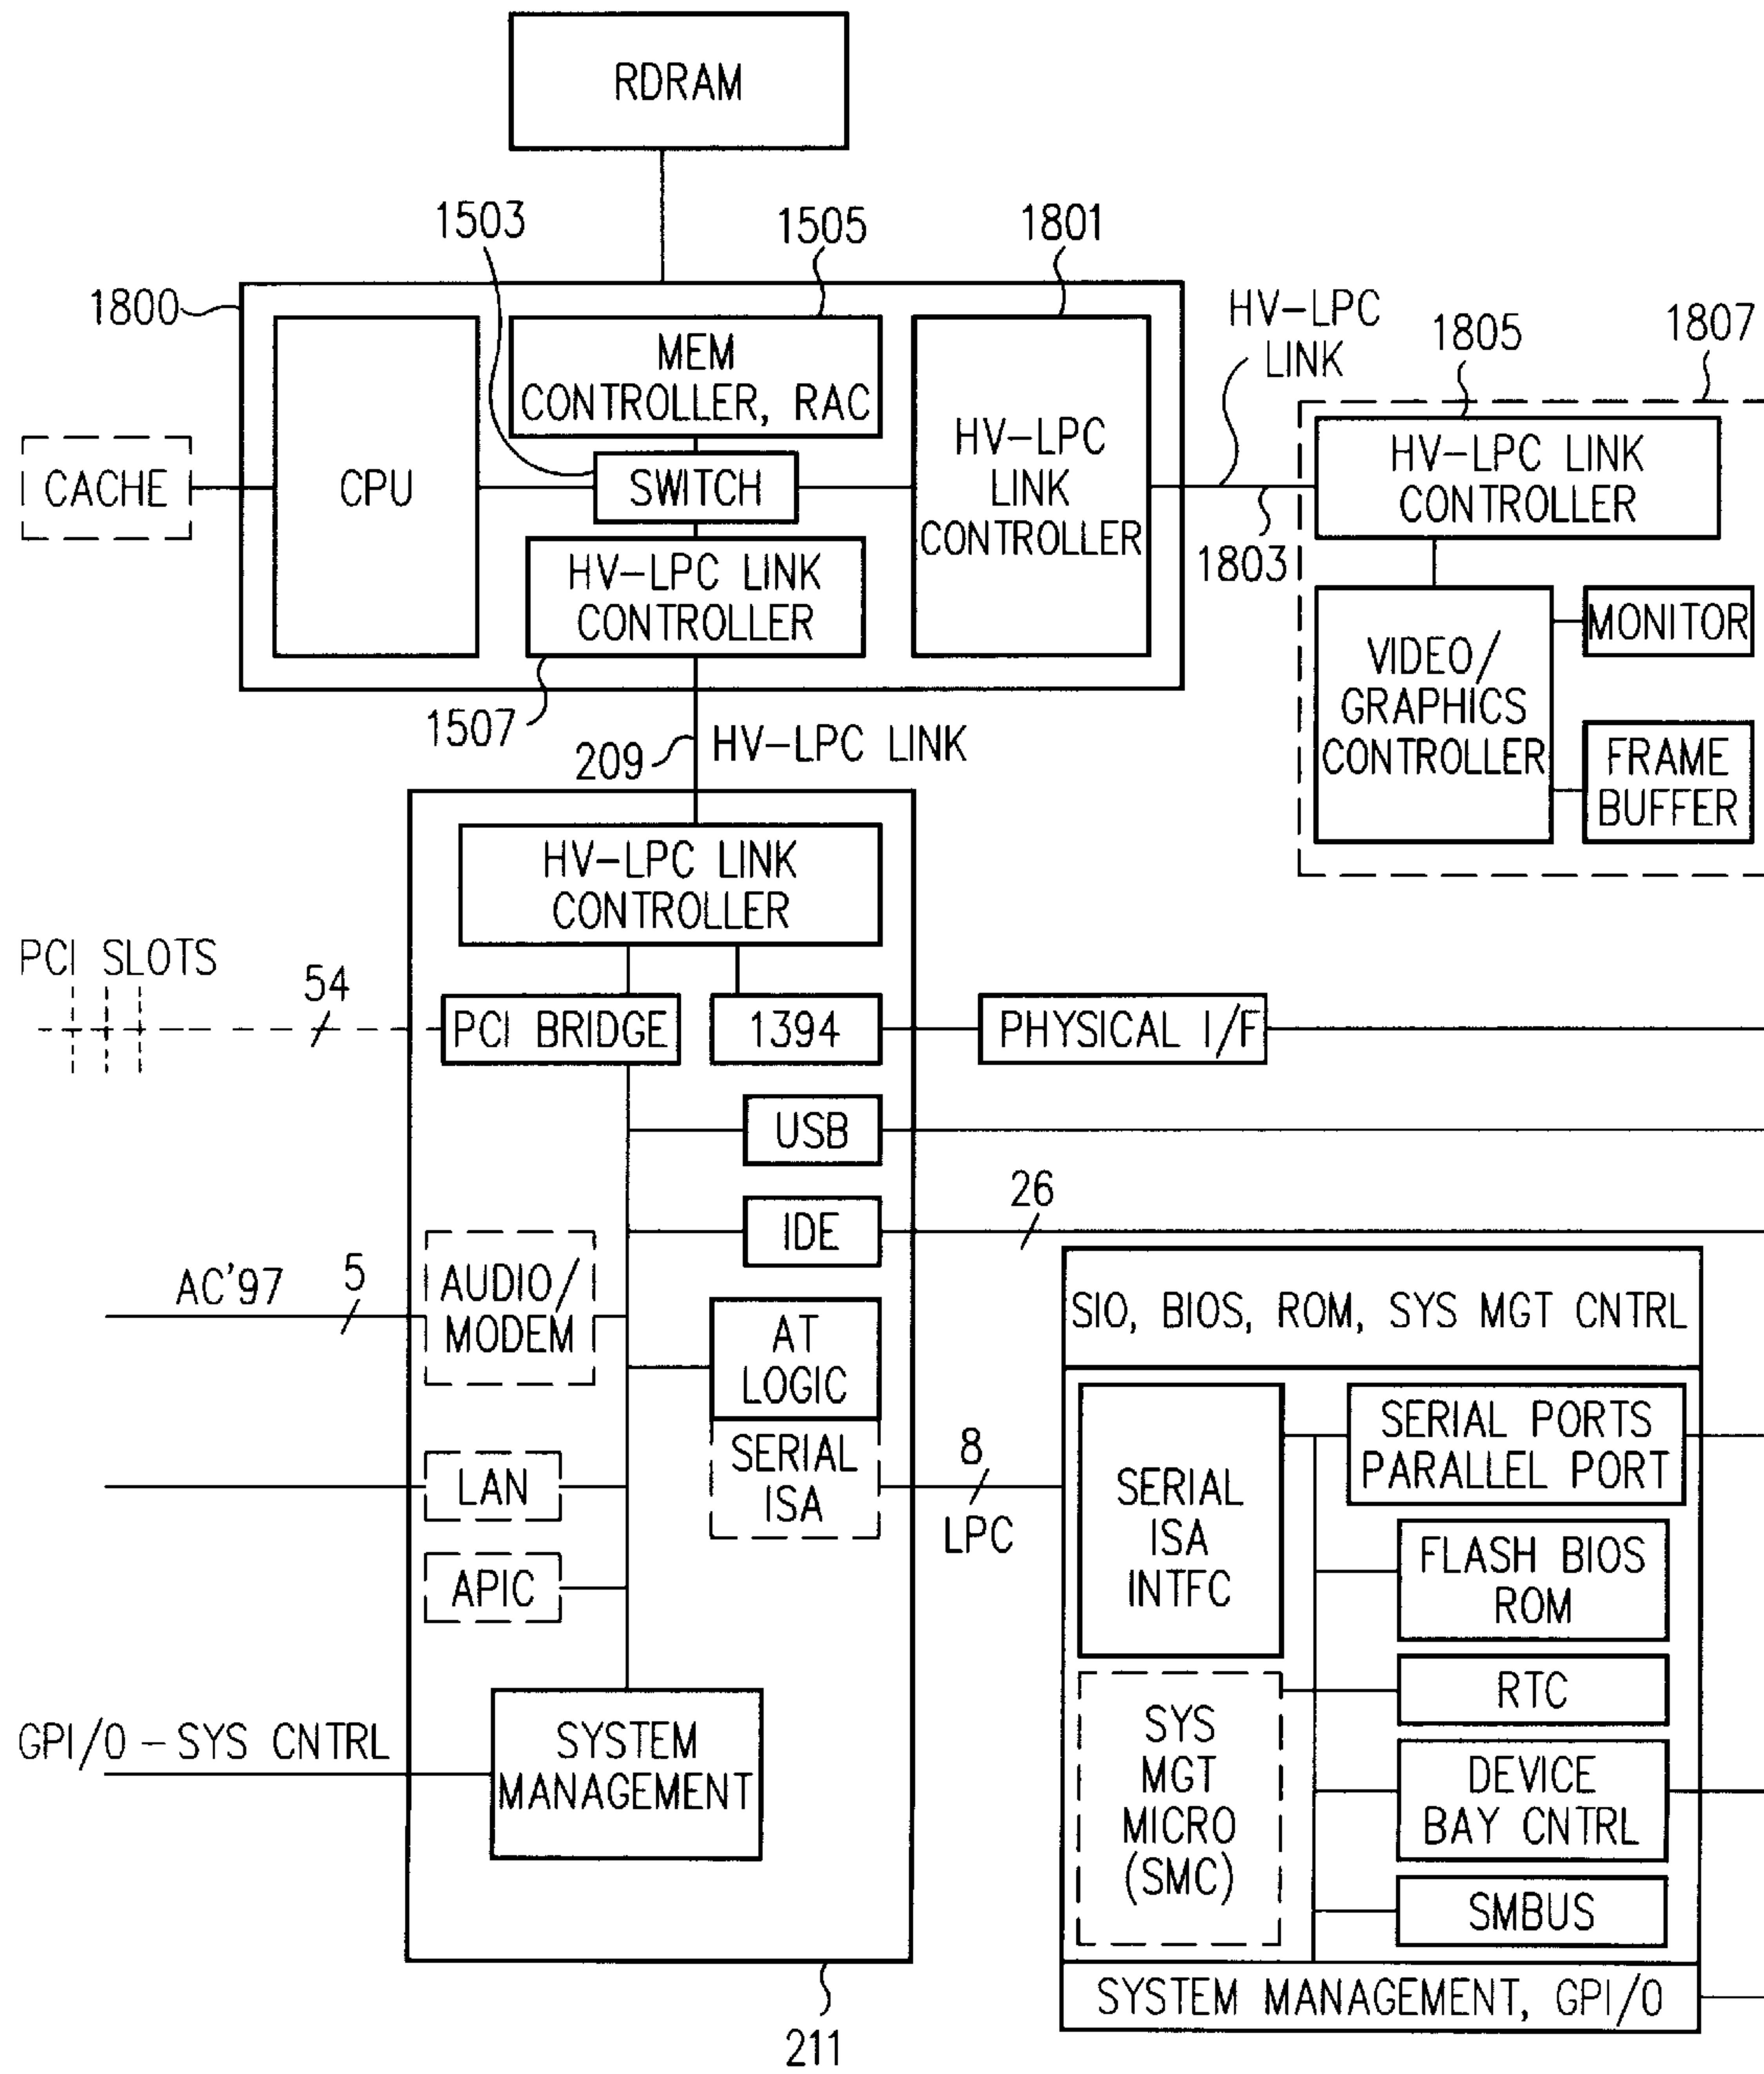 RDRAM
1503
1505
1801
1800
HV-LPC
LINK
1805
1807
CACHE
CPU
MEM
CONTROLLER, RAC
SWITCH
HV-LPC LINK
CONTROLLER
HV-LPC
LINK
CONTROLLER
1803
HV-LPC LINK
CONTROLLER
VIDEO/
GRAPHICS
CONTROLLER
MONITOR
FRAME
BUFFER
1507
209
HV-LPC LINK
HV-LPC LINK
CONTROLLER
PCI SLOTS
54
PCI BRIDGE
1394
PHYSICAL I/F
USB
IDE
26
AC'97
5
AUDIO/
MODEM
AT
LOGIC
SERIAL
ISA
8
LPC
LAN
APIC
GPI/O - SYS CNTRL
SYSTEM
MANAGEMENT
211
SIO, BIOS, ROM, SYS MGT CNTRL
SERIAL
ISA
INTFC
SERIAL PORTS
PARALLEL PORT
FLASH BIOS
ROM
RTC
SYS
MGT
MICRO
(SMC)
DEVICE
BAY CNTRL
SMBUS
SYSTEM MANAGEMENT, GPI/O